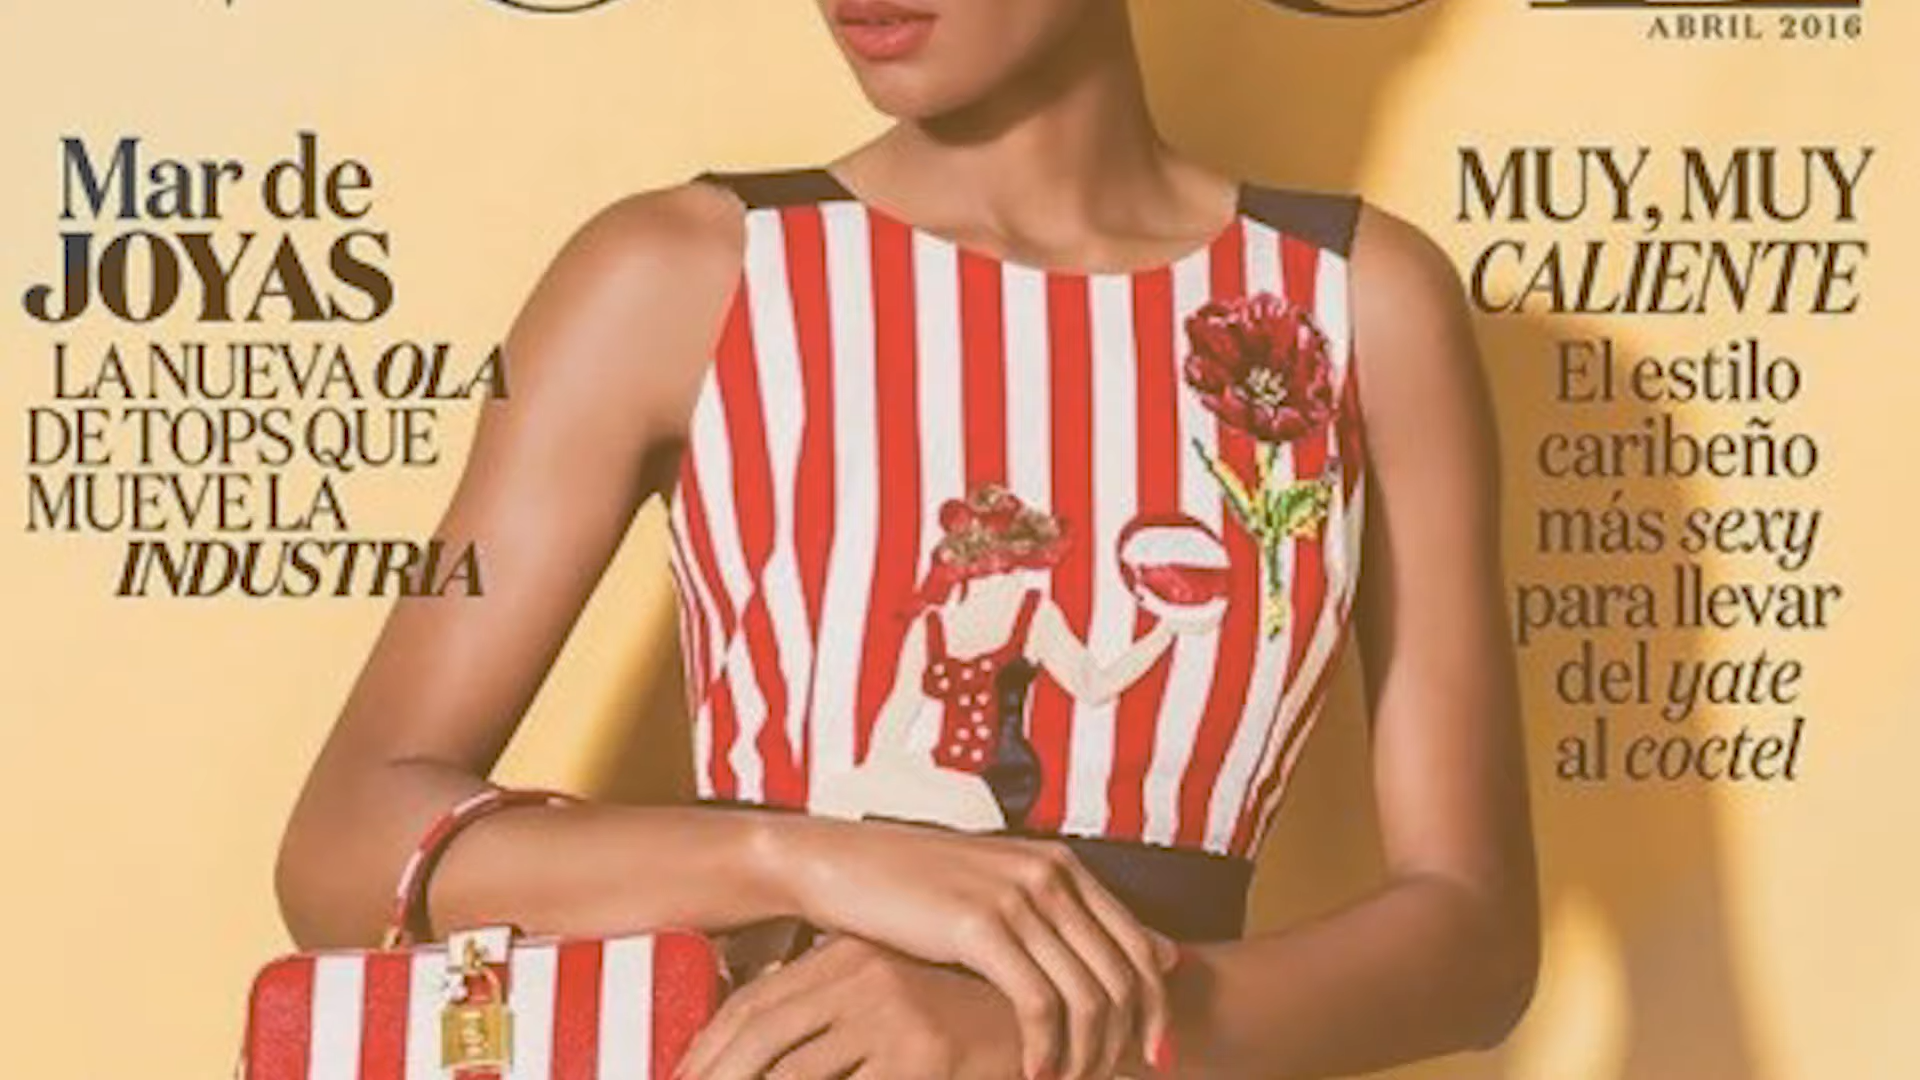 ABRIL 2016
Mar de
JOYAS
LA NUEVA OLA
DE TOPS QUE
MUEVE LA
INDUSTRIA
MUY, MUY
CALIENTE
El estilo
caribeño
más sexy
para llevar
del yate
al coctel